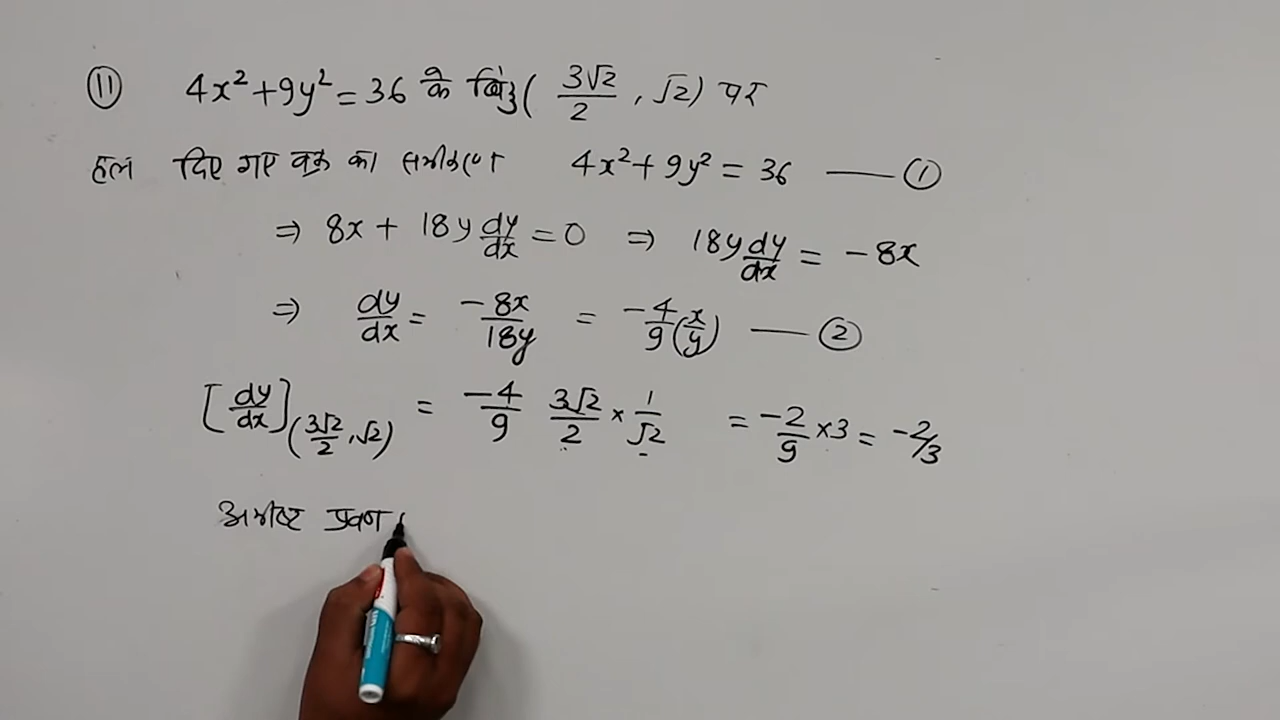 ⑪ 4x²+9y²=36 के बिंदु ( 3√2/2 , √2) पर
हल दिए गए वक्र का समीकरण 4x²+9y²=36 —— ①
⇒ 8x + 18y dy/dx = 0 ⇒ 18y dy/dx = -8x
⇒ dy/dx = -8x/18y = -4/9 (x/y) —— ②
[dy/dx](3√2/2, √2) = -4/9 3√2/2 × 1/√2 = -2/9 ×3 = -2/3
अभीष्ट प्रवण